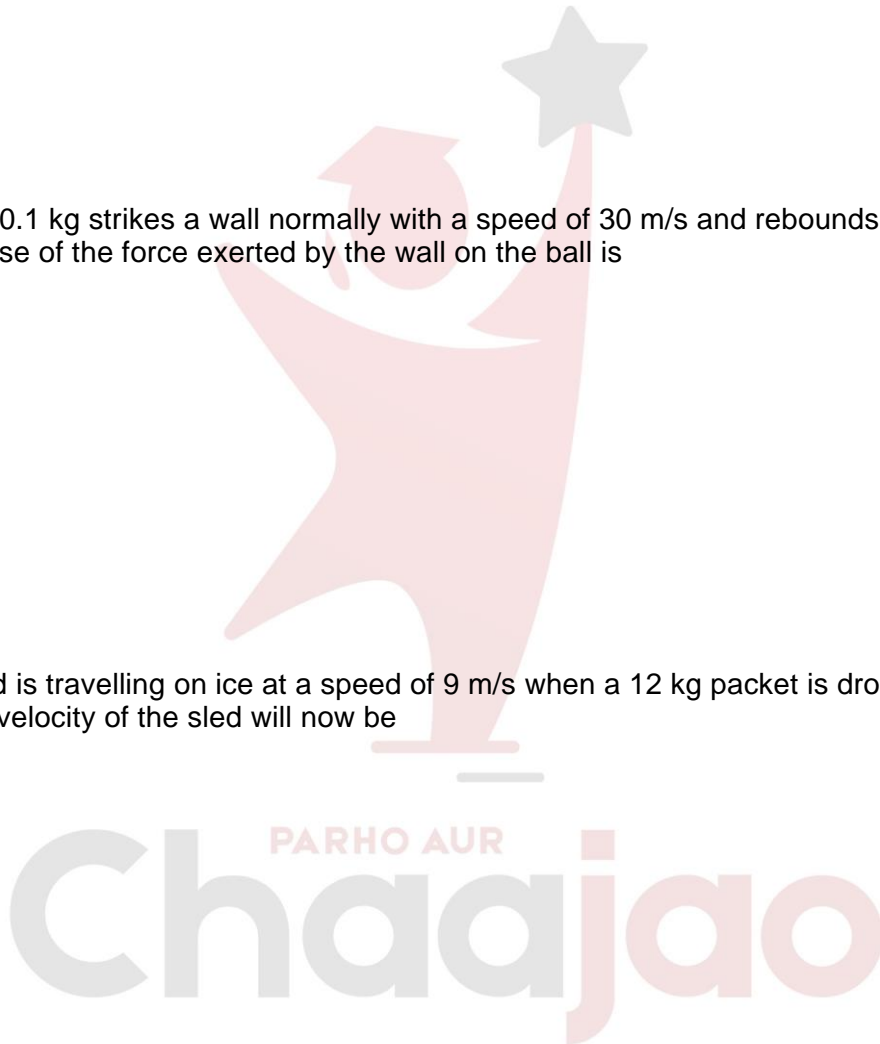 0.1 kg strikes a wall normally with a speed of 30 m/s and rebounds
se of the force exerted by the wall on the ball is
d is travelling on ice at a speed of 9 m/s when a 12 kg packet is dro
velocity of the sled will now be
PARHO AUR
Chaajao